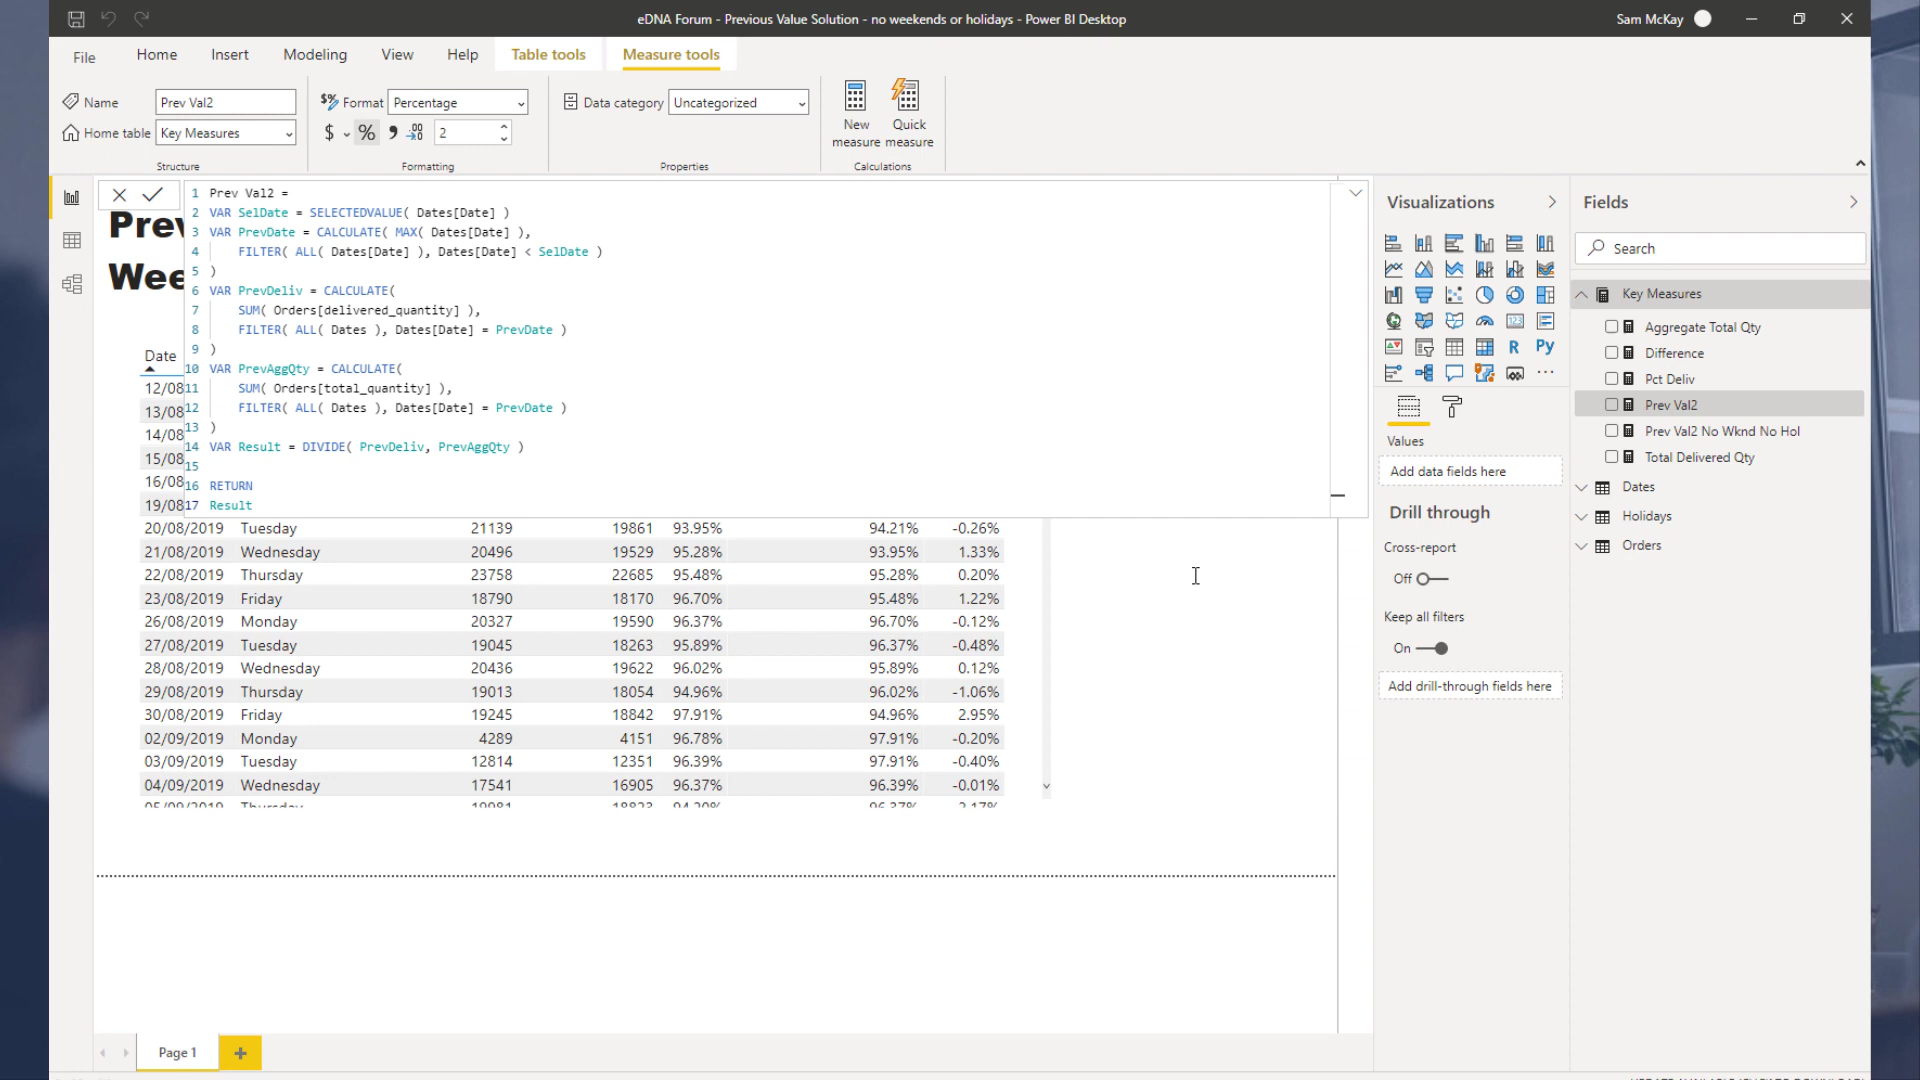 eDNA Forum - Previous Value Solution - no weekends or holidays - Power BI Desktop
Sam McKay
File Home Insert Modeling View Help Table tools Measure tools
Name Prev Val2
Home table Key Measures
Structure
$% Format Percentage
$ % 9 2
Formatting
Data category Uncategorized
Properties
New measure
Quick measure
Calculations
Prev
Wee
1 Prev Val2 =
2 VAR SelDate = SELECTEDVALUE( Dates[Date] )
3 VAR PrevDate = CALCULATE( MAX( Dates[Date] ),
4 FILTER( ALL( Dates[Date] ), Dates[Date] < SelDate )
5 )
6 VAR PrevDeliv = CALCULATE(
7 SUM( Orders[delivered_quantity] ),
8 FILTER( ALL( Dates ), Dates[Date] = PrevDate )
9 )
10 VAR PrevAggQty = CALCULATE(
11 SUM( Orders[total_quantity] ),
12 FILTER( ALL( Dates ), Dates[Date] = PrevDate )
13 )
14 VAR Result = DIVIDE( PrevDeliv, PrevAggQty )
15
16 RETURN
17 Result
Date
12/08
13/08
14/08
15/08
16/08
19/08
20/08/2019 Tuesday 21139 19861 93.95% 94.21% -0.26%
21/08/2019 Wednesday 20496 19529 95.28% 93.95% 1.33%
22/08/2019 Thursday 23758 22685 95.48% 95.28% 0.20%
23/08/2019 Friday 18790 18170 96.70% 95.48% 1.22%
26/08/2019 Monday 20327 19590 96.37% 96.70% -0.12%
27/08/2019 Tuesday 19045 18263 95.89% 96.37% -0.48%
28/08/2019 Wednesday 20436 19622 96.02% 95.89% 0.12%
29/08/2019 Thursday 19013 18054 94.96% 96.02% -1.06%
30/08/2019 Friday 19245 18842 97.91% 94.96% 2.95%
02/09/2019 Monday 4289 4151 96.78% 97.91% -0.20%
03/09/2019 Tuesday 12814 12351 96.39% 97.91% -0.40%
04/09/2019 Wednesday 17541 16905 96.37% 96.39% -0.01%
05/09/2019 Thursday
Page 1
Visualizations
R Py
Values
Add data fields here
Drill through
Cross-report
Off
Keep all filters
On
Add drill-through fields here
Fields
Search
Key Measures
Aggregate Total Qty
Difference
Pct Deliv
Prev Val2
Prev Val2 No Wknd No Hol
Total Delivered Qty
Dates
Holidays
Orders